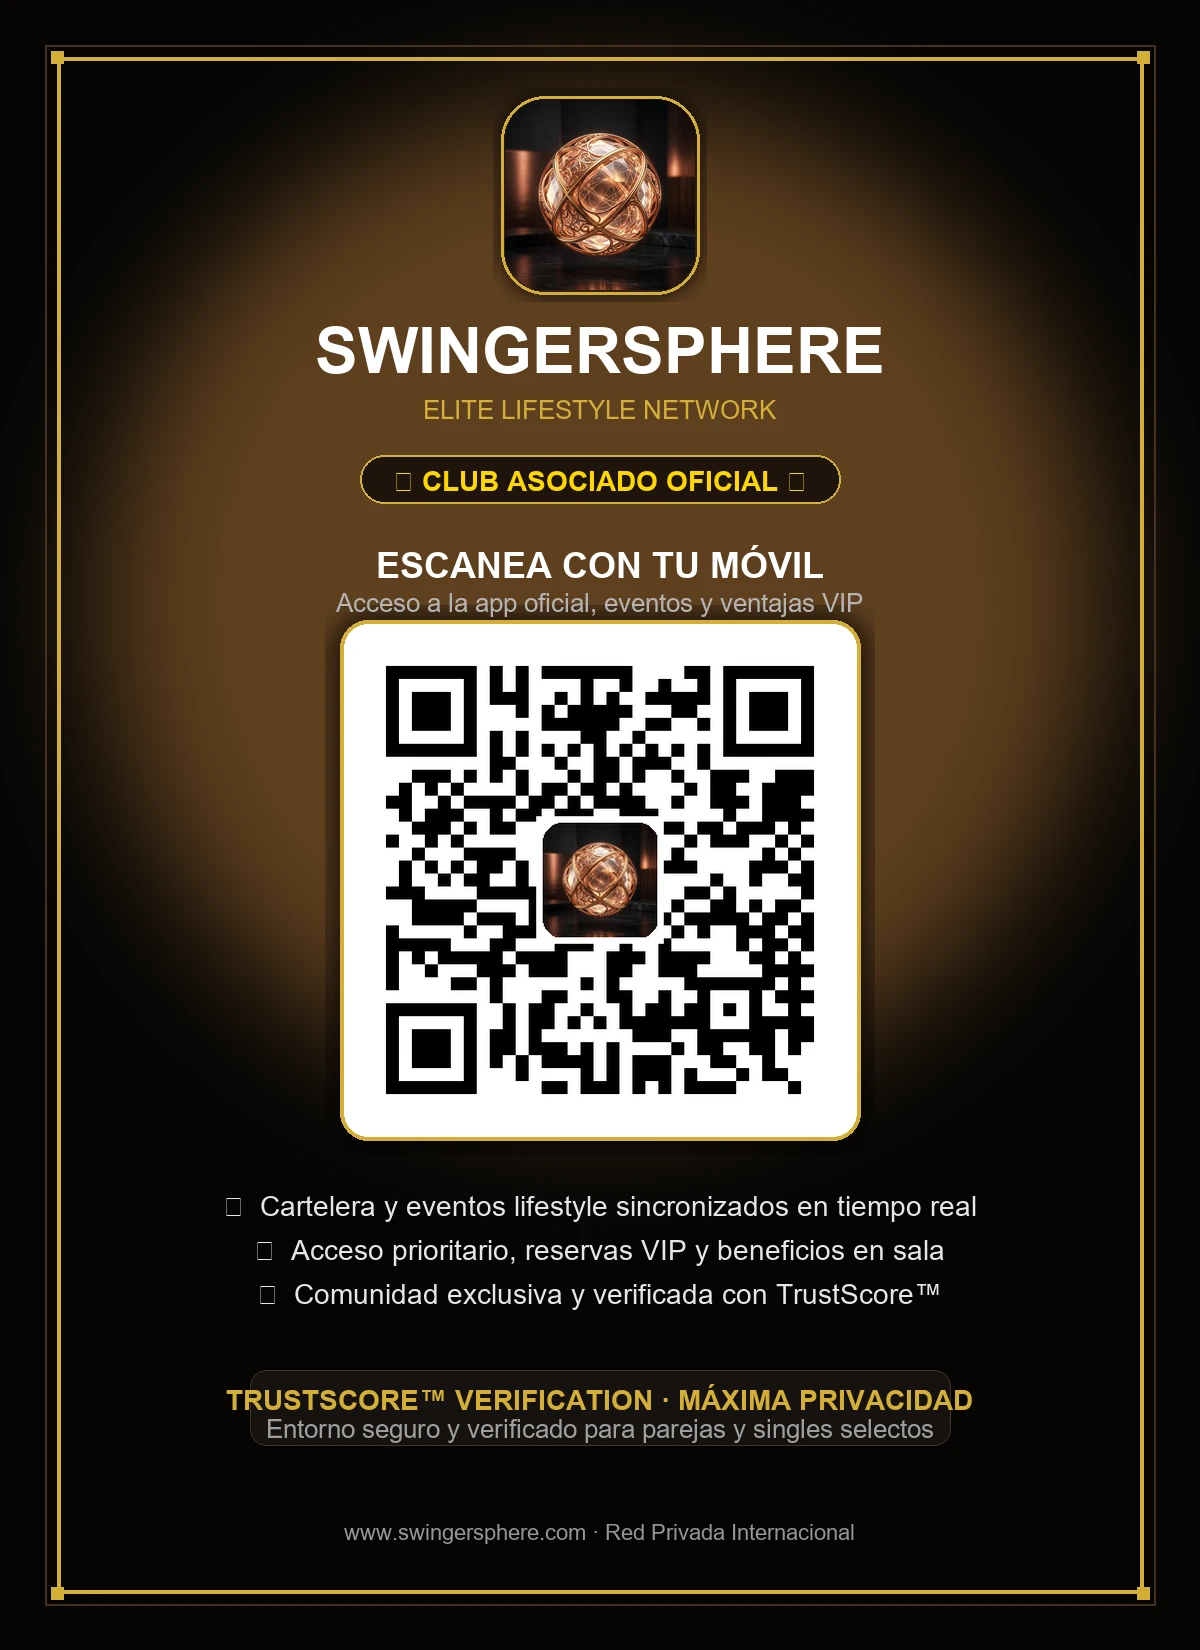 SWINGERSPHERE
ELITE LIFESTYLE NETWORK
CLUB ASOCIADO OFICIAL
ESCANEA CON TU MÓVIL
Acceso a la app oficial, eventos y ventajas VIP
Cartelera y eventos lifestyle sincronizados en tiempo real
Acceso prioritario, reservas VIP y beneficios en sala
Comunidad exclusiva y verificada con TrustScore™
TRUSTSCORE™ VERIFICATION · MÁXIMA PRIVACIDAD
Entorno seguro y verificado para parejas y singles selectos
www.swingersphere.com · Red Privada Internacional